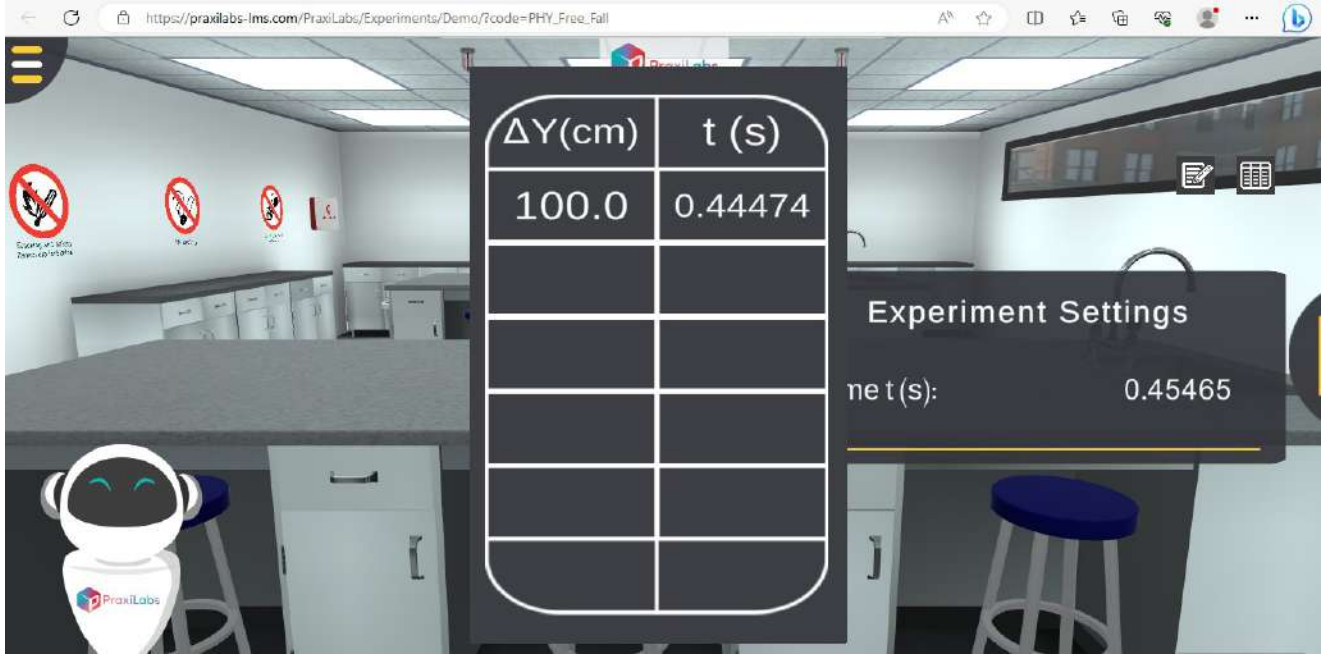 https://praxilabs-lms.com/PraxiLabs/Experiments/Demo/?code=PHY_Free_Fall
PraxiLabs
ΔY(cm) t (s)
100.0 0.44474
Experiment Settings
me t (s): 0.45465
PraxiLabs